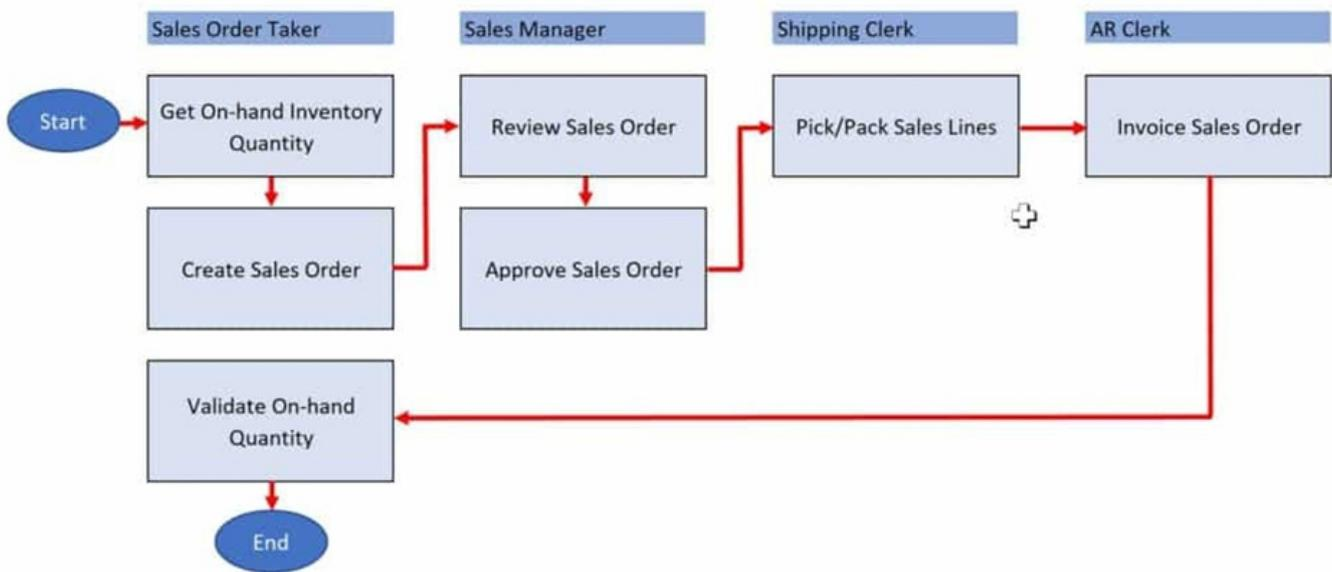 Sales Order Taker
Sales Manager
Shipping Clerk
AR Clerk
Start
Get On-hand Inventory
Quantity
Review Sales Order
Pick/Pack Sales Lines
Invoice Sales Order
Create Sales Order
Approve Sales Order
Validate On-hand
Quantity
End